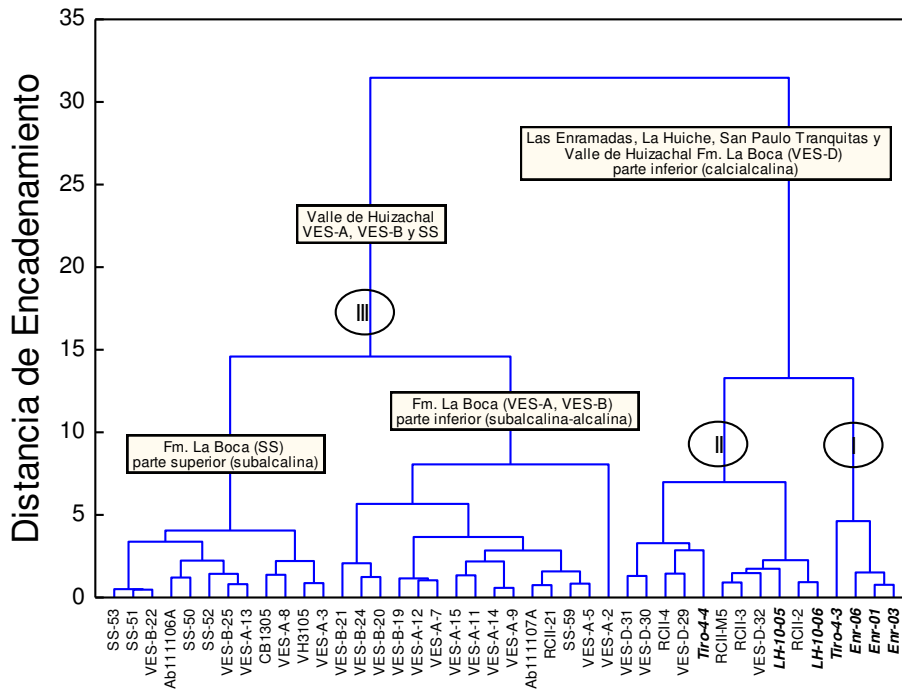 35
30
25
20
15
10
5
0
Distancia de Encadenamiento
Las Enramadas, La Huiche, San Paulo Tranquitas y
Valle de Huizachal Fm. La Boca (VES-D)
parte inferior (calcialcalina)
Valle de Huizachal
VES-A, VES-B y SS
III
Fm. La Boca (VES-A, VES-B)
parte inferior (subalcalina-alcalina)
Fm. La Boca (SS)
parte superior (subalcalina)
II
I
SS-53
SS-51
VES-B-22
Ab111106A
SS-50
SS-52
VES-B-25
VES-A-13
CB1305
VES-A-8
VH3105
VES-A-3
VES-B-21
VES-B-24
VES-B-20
VES-B-19
VES-A-12
VES-A-7
VES-A-15
VES-A-11
VES-A-14
VES-A-9
Ab111107A
RCII-21
SS-59
VES-A-5
VES-A-2
VES-D-31
VES-D-30
RCII-4
VES-D-29
Tiro-4-4
RCII-M5
RCII-3
VES-D-32
LH-10-05
RCII-2
LH-10-06
Tiro-4-3
Enr-06
Enr-01
Enr-03